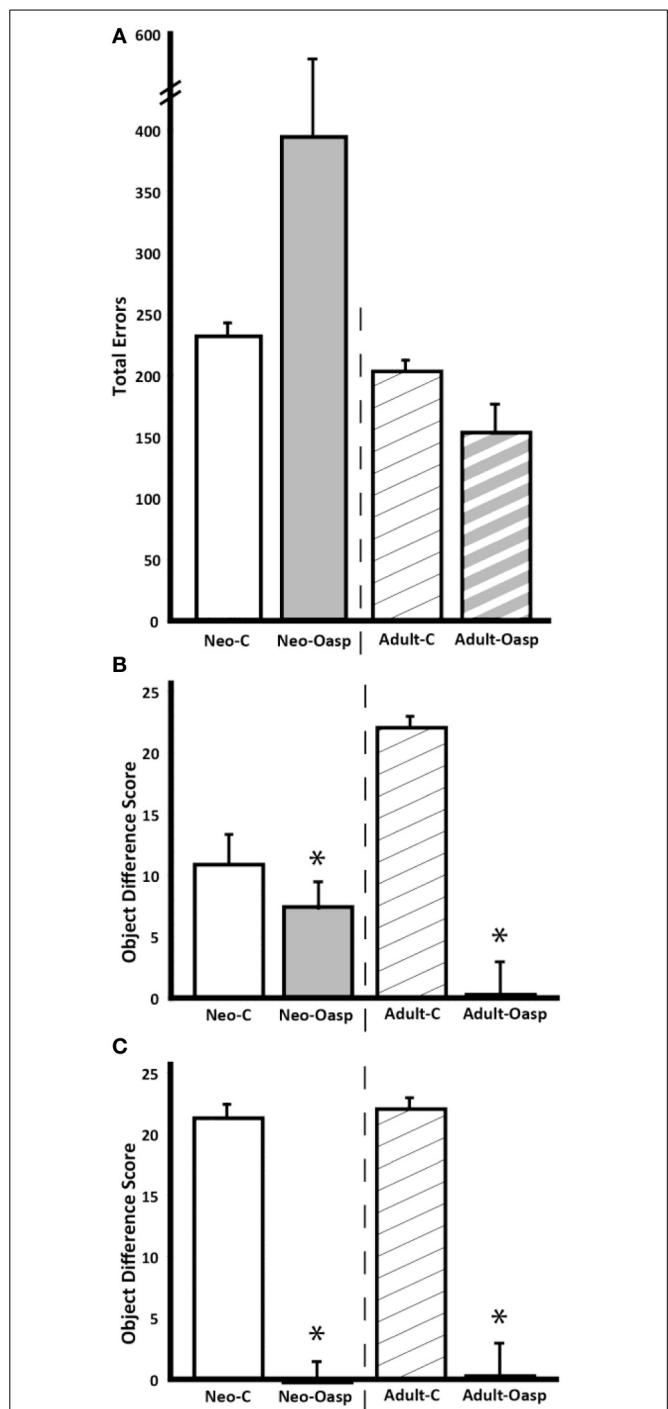 A
600
400
350
300
250
200
150
100
50
0
Total Errors
Neo-C Neo-Oasp Adult-C Adult-Oasp
B
25
20
15
10
5
0
Object Difference Score
* *
Neo-C Neo-Oasp Adult-C Adult-Oasp
C
25
20
15
10
5
0
Object Difference Score
* *
Neo-C Neo-Oasp Adult-C Adult-Oasp